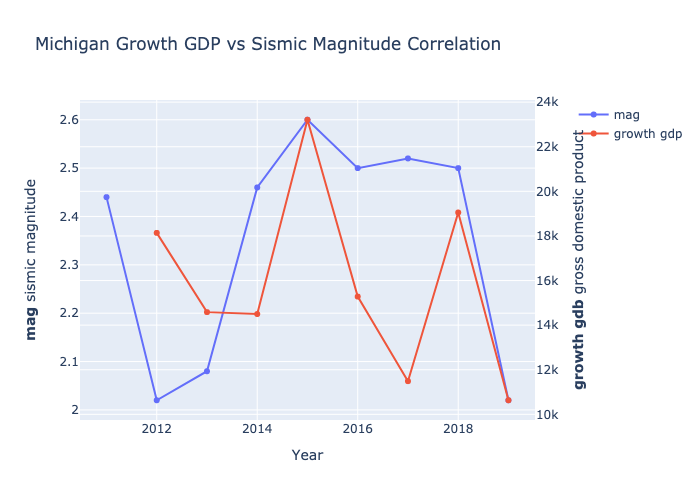 Michigan Growth GDP vs Sismic Magnitude Correlation
mag
growth gdp
2.6
2.5
2.4
2.3
2.2
2.1
2
mag sismic magnitude
24k
22k
20k
18k
16k
14k
12k
10k
growth gdb gross domestic product
2012
2014
2016
2018
Year